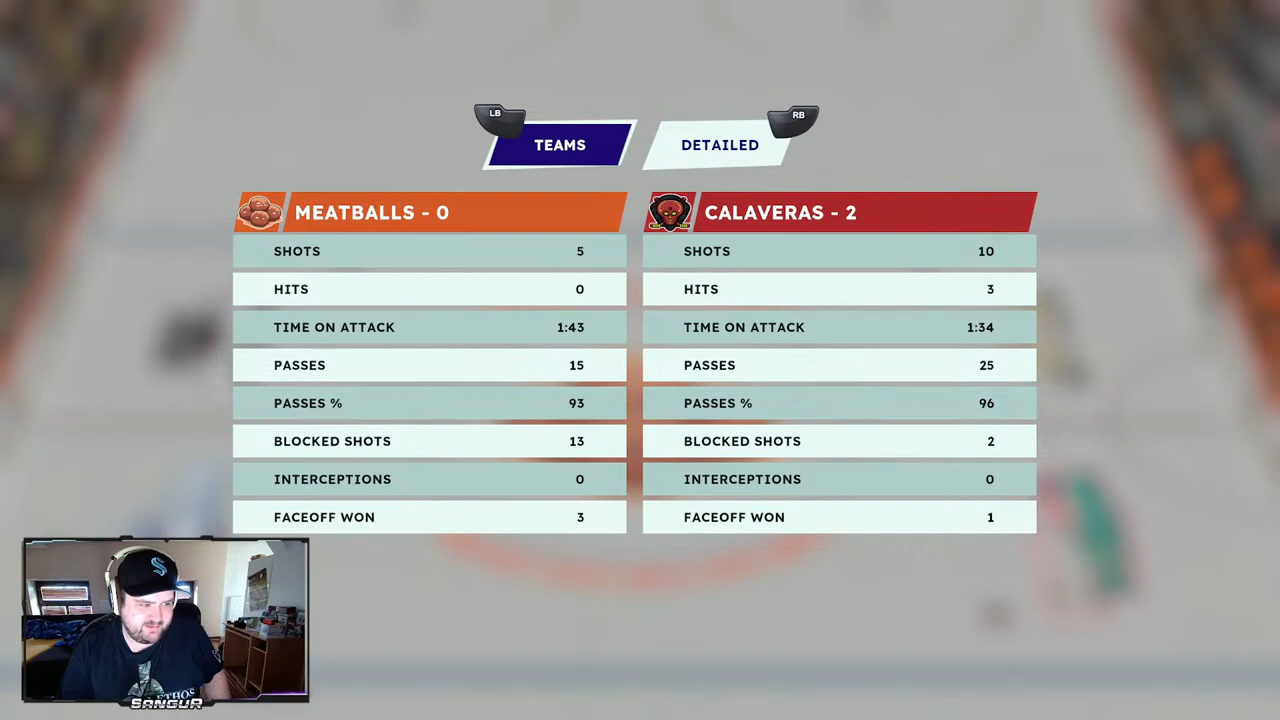 LB
RB
TEAMS
DETAILED
MEATBALLS - 0
SHOTS 5
HITS 0
TIME ON ATTACK 1:43
PASSES 15
PASSES % 93
BLOCKED SHOTS 13
INTERCEPTIONS 0
FACEOFF WON 3
CALAVERAS - 2
SHOTS 10
HITS 3
TIME ON ATTACK 1:34
PASSES 25
PASSES % 96
BLOCKED SHOTS 2
INTERCEPTIONS 0
FACEOFF WON 1
SANGUR